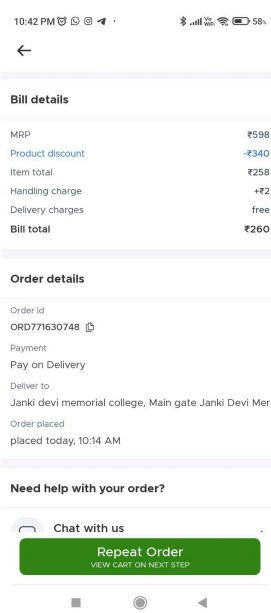 10:42 PM
58%
Bill details
MRP ₹598
Product discount -₹340
Item total ₹258
Handling charge +₹2
Delivery charges free
Bill total ₹260
Order details
Order id
ORD771630748
Payment
Pay on Delivery
Deliver to
Janki devi memorial college, Main gate Janki Devi Mer
Order placed
placed today, 10:14 AM
Need help with your order?
Chat with us
Repeat Order
VIEW CART ON NEXT STEP